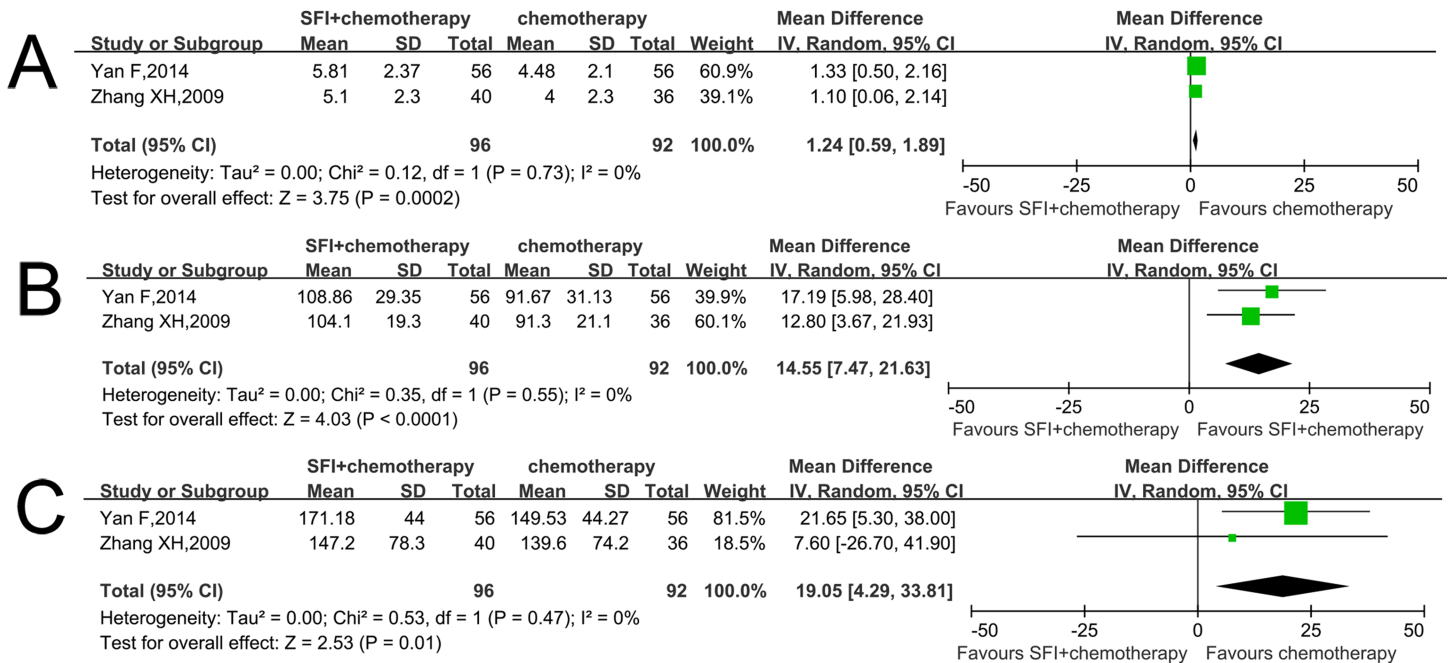 A
SFI+chemotherapy chemotherapy Mean Difference Mean Difference
Study or Subgroup Mean SD Total Mean SD Total Weight IV, Random, 95% CI IV, Random, 95% CI
Yan F,2014 5.81 2.37 56 4.48 2.1 56 60.9% 1.33 [0.50, 2.16]
Zhang XH,2009 5.1 2.3 40 4 2.3 36 39.1% 1.10 [0.06, 2.14]
Total (95% CI) 96 92 100.0% 1.24 [0.59, 1.89]
Heterogeneity: Tau² = 0.00; Chi² = 0.12, df = 1 (P = 0.73); I² = 0%
Test for overall effect: Z = 3.75 (P = 0.0002)
-50 -25 0 25 50
Favours SFI+chemotherapy Favours chemotherapy
B
SFI+chemotherapy chemotherapy Mean Difference Mean Difference
Study or Subgroup Mean SD Total Mean SD Total Weight IV, Random, 95% CI IV, Random, 95% CI
Yan F,2014 108.86 29.35 56 91.67 31.13 56 39.9% 17.19 [5.98, 28.40]
Zhang XH,2009 104.1 19.3 40 91.3 21.1 36 60.1% 12.80 [3.67, 21.93]
Total (95% CI) 96 92 100.0% 14.55 [7.47, 21.63]
Heterogeneity: Tau² = 0.00; Chi² = 0.35, df = 1 (P = 0.55); I² = 0%
Test for overall effect: Z = 4.03 (P < 0.0001)
-50 -25 0 25 50
Favours SFI+chemotherapy Favours SFI+chemotherapy
C
SFI+chemotherapy chemotherapy Mean Difference Mean Difference
Study or Subgroup Mean SD Total Mean SD Total Weight IV, Random, 95% CI IV, Random, 95% CI
Yan F,2014 171.18 44 56 149.53 44.27 56 81.5% 21.65 [5.30, 38.00]
Zhang XH,2009 147.2 78.3 40 139.6 74.2 36 18.5% 7.60 [-26.70, 41.90]
Total (95% CI) 96 92 100.0% 19.05 [4.29, 33.81]
Heterogeneity: Tau² = 0.00; Chi² = 0.53, df = 1 (P = 0.47); I² = 0%
Test for overall effect: Z = 2.53 (P = 0.01)
-50 -25 0 25 50
Favours SFI+chemotherapy Favours chemotherapy